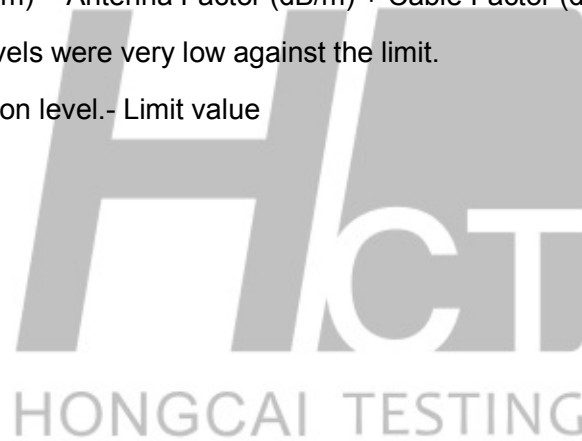 m) = Antenna Factor (dB/m) + Cable Factor (d
vels were very low against the limit.
on level.- Limit value
HCT
HONGCAI TESTING